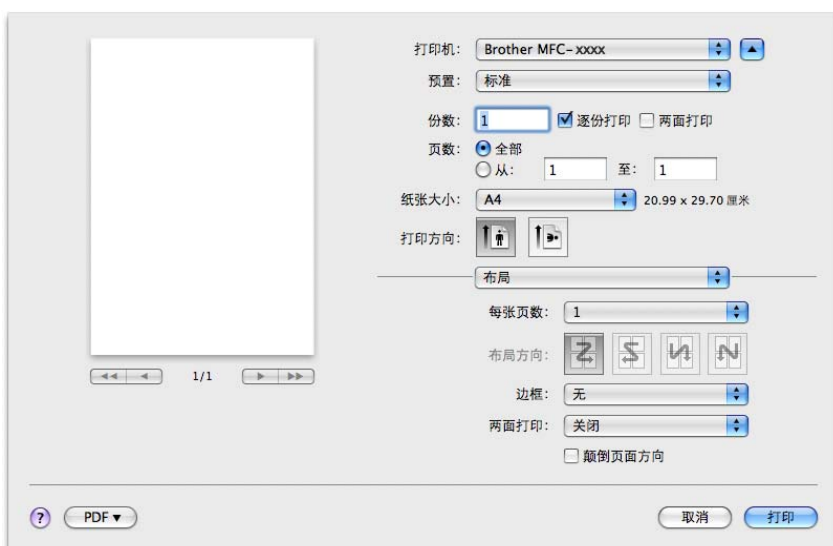 打印机: Brother MFC-xxxx
预置: 标准
份数: 1 逐份打印 两面打印
页数: 全部
从: 1 至: 1
纸张大小: A4 20.99 x 29.70 厘米
打印方向:
布局
每张页数: 1
布局方向:
边框: 无
两面打印: 关闭
颠倒页面方向
1/1
? PDF▼ 取消 打印